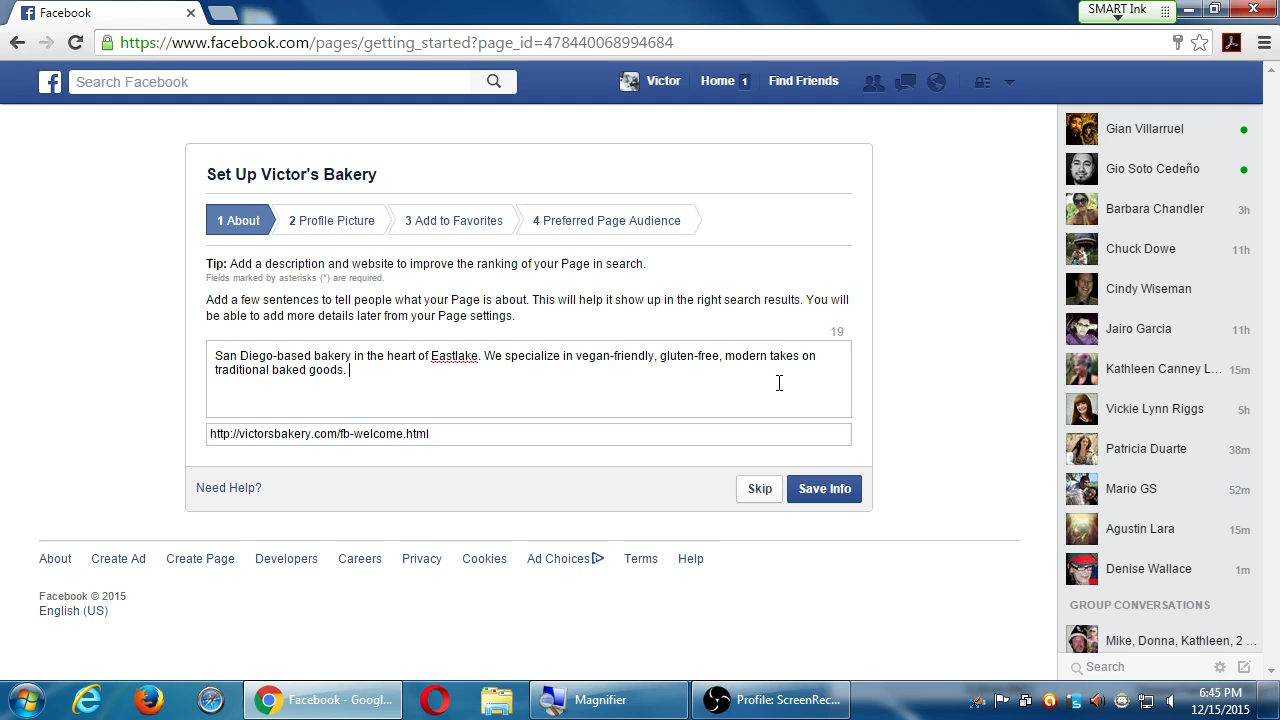 Facebook
SMART Ink
https://www.facebook.com/pages/getting_started?page_id=478440068994684
Search Facebook
Victor
Home 1
Find Friends
Set Up Victor's Bakery
1 About
2 Profile Picture
3 Add to Favorites
4 Preferred Page Audience
Tip: Add a description and website to improve the ranking of your Page in search.
Fields marked by asterisks (*) are required.
Add a few sentences to tell people what your Page is about. This will help it show up in the right search results. You will
be able to add more details later from your Page settings.
19
San Diego-based bakery in the heart of Eastlake. We specialize in vegan-friendly, gluten-free, modern takes on
traditional baked goods.
http://victorsbakery.com/fb-welcome.html
Need Help?
Skip
Save Info
About
Create Ad
Create Page
Developers
Careers
Privacy
Cookies
Ad Choices
Terms
Help
Facebook © 2015
English (US)
Gian Villarruel
Gio Soto Cedeño
Barbara Chandler 3h
Chuck Dowe 11h
Cindy Wiseman
Jairo Garcia 11h
Kathleen Canney L... 15m
Vickie Lynn Riggs 5h
Patricia Duarte 38m
Mario GS 52m
Agustin Lara 15m
Denise Wallace 1m
GROUP CONVERSATIONS
Mike, Donna, Kathleen, 2 ...
Search
Facebook - Googl...
Magnifier
Profile: ScreenRec...
6:45 PM
12/15/2015